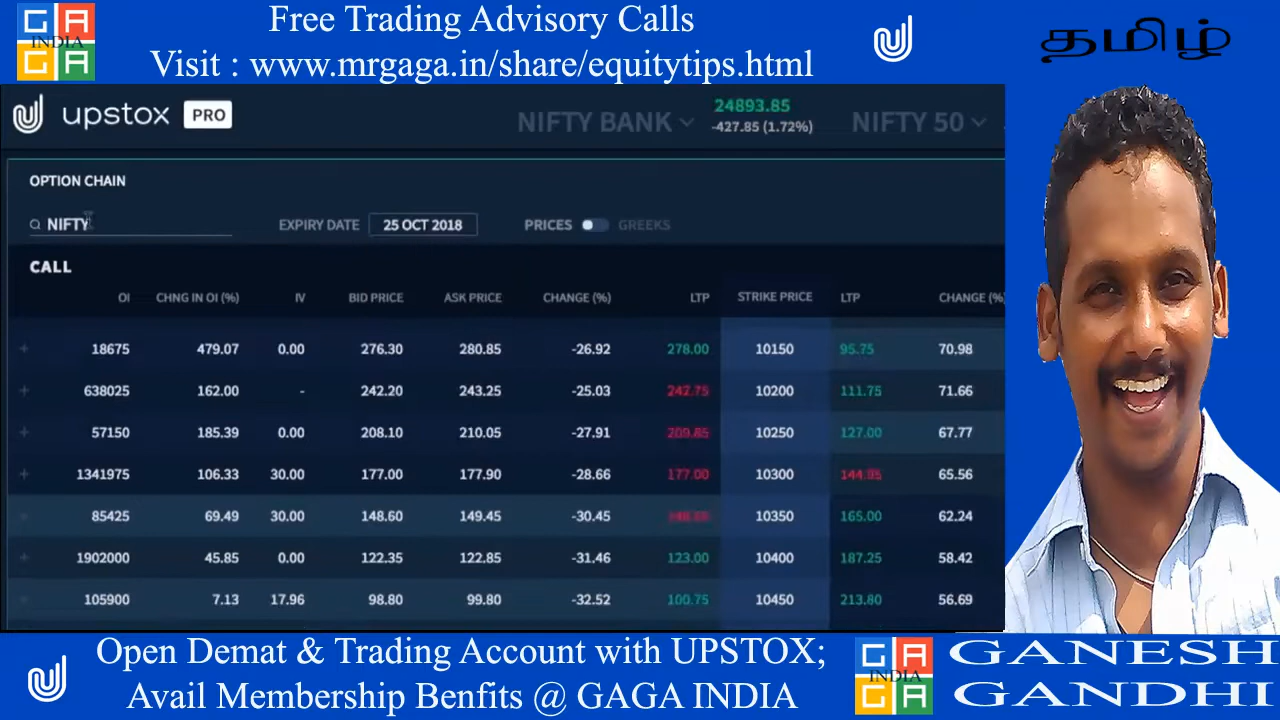 GA
INDIA
GA
Free Trading Advisory Calls
Visit : www.mrgaga.in/share/equitytips.html
தமிழ்
upstox PRO
NIFTY BANK 24893.85
-427.85 (1.72%)
NIFTY 50
OPTION CHAIN
NIFTY EXPIRY DATE 25 OCT 2018 PRICES GREEKS
CALL
OI CHNG IN OI (%) IV BID PRICE ASK PRICE CHANGE (%) LTP STRIKE PRICE LTP CHANGE (%)
+ 18675 479.07 0.00 276.30 280.85 -26.92 278.00 10150 95.75 70.98
+ 638025 162.00 - 242.20 243.25 -25.03 242.75 10200 111.75 71.66
+ 57150 185.39 0.00 208.10 210.05 -27.91 209.85 10250 127.00 67.77
+ 1341975 106.33 30.00 177.00 177.90 -28.66 177.00 10300 144.95 65.56
85425 69.49 30.00 148.60 149.45 -30.45 10350 165.00 62.24
+ 1902000 45.85 0.00 122.35 122.85 -31.46 123.00 10400 187.25 58.42
105900 7.13 17.96 98.80 99.80 -32.52 100.75 10450 213.80 56.69
Open Demat & Trading Account with UPSTOX;
Avail Membership Benfits @ GAGA INDIA
GA
INDIA
GA
GANESH
GANDHI